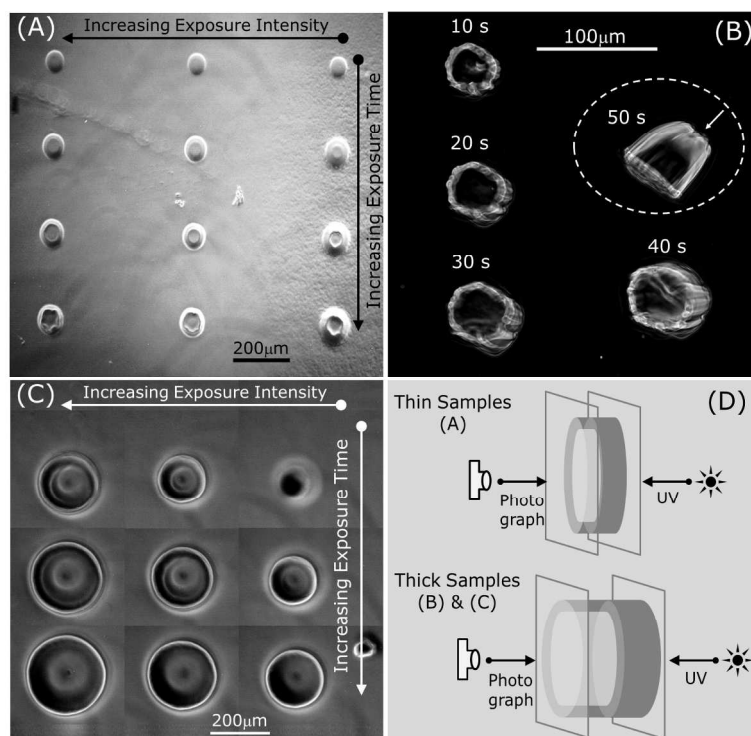 (A)
Increasing Exposure Intensity
Increasing Exposure Time
200μm
(B)
10 s
100μm
50 s
20 s
30 s
40 s
(C)
Increasing Exposure Intensity
Increasing Exposure Time
200μm
(D)
Thin Samples
(A)
Photo
graph
UV
Thick Samples
(B) & (C)
Photo
graph
UV